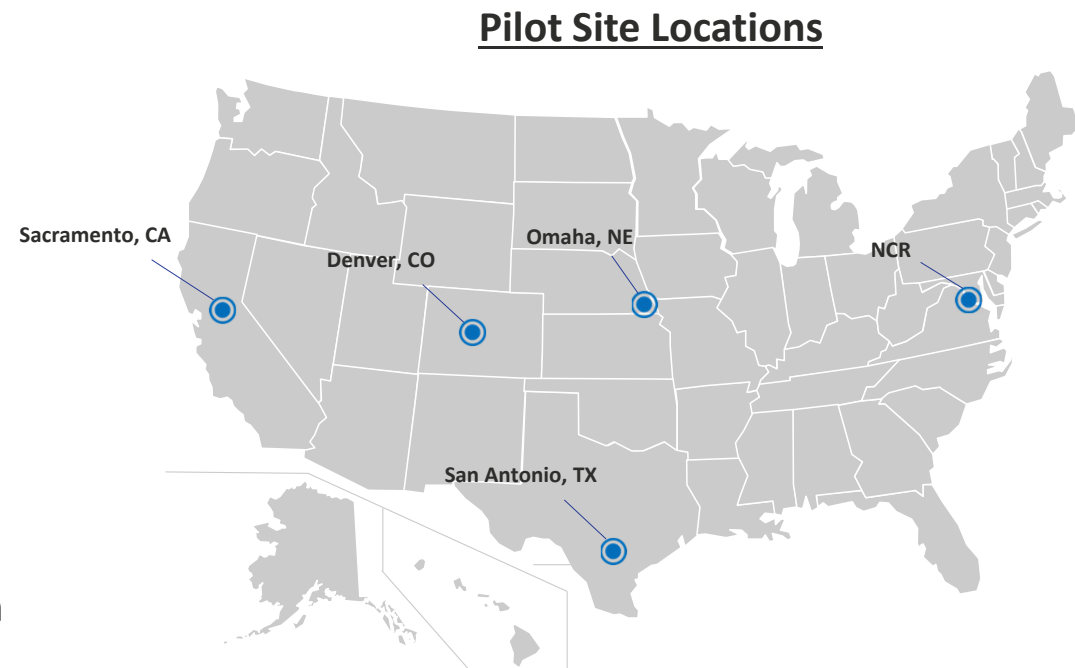 Pilot Site Locations
Sacramento, CA
Denver, CO
Omaha, NE
NCR
San Antonio, TX